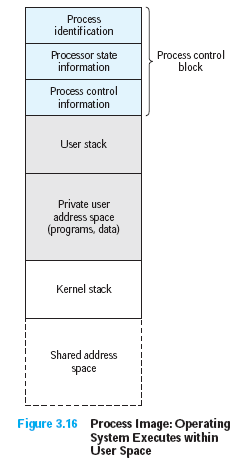 Process
identification
Processor state
information
Process control
information
Process control
block
User stack
Private user
address space
(programs, data)
Kernel stack
Shared address
space
Figure 3.16 Process Image: Operating
System Executes within
User Space